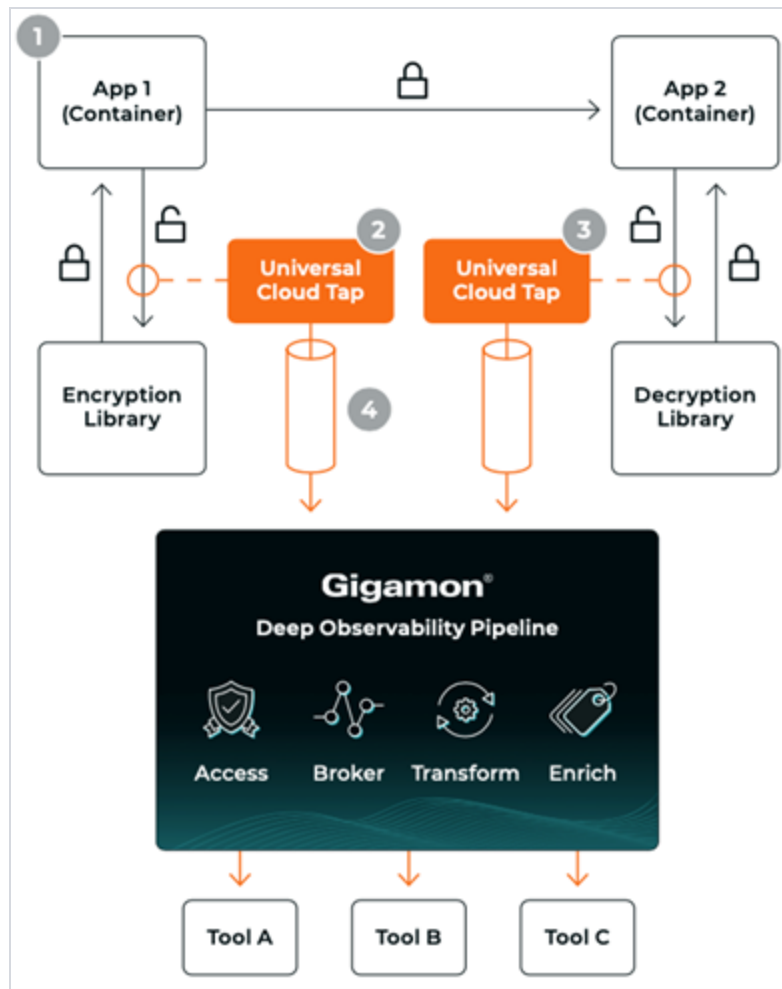 1
App 1
(Container)
App 2
(Container)
2
Universal
Cloud Tap
3
Universal
Cloud Tap
Encryption
Library
4
Decryption
Library
Gigamon®
Deep Observability Pipeline
Access
Broker
Transform
Enrich
Tool A
Tool B
Tool C